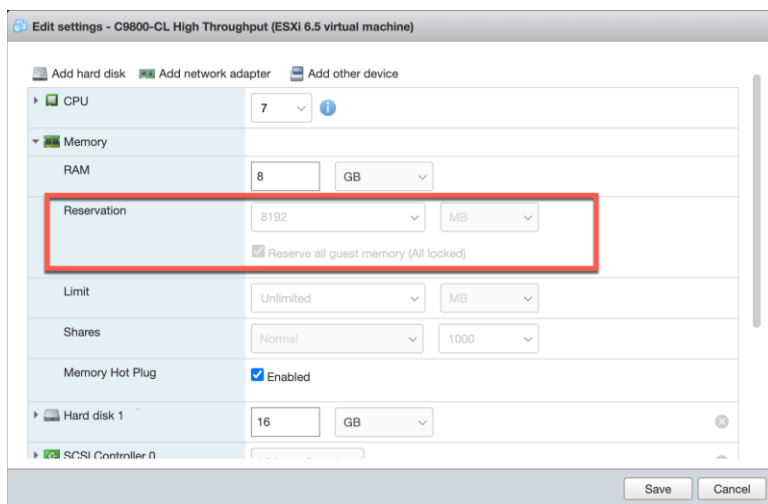 Edit settings - C9800-CL High Throughput (ESXi 6.5 virtual machine)
Add hard disk Add network adapter Add other device
CPU 7
Memory
RAM 8 GB
Reservation 8192 MB
Reserve all guest memory (All locked)
Limit Unlimited MB
Shares Normal 1000
Memory Hot Plug Enabled
Hard disk 1 16 GB
SCSI Controller 0
Save Cancel